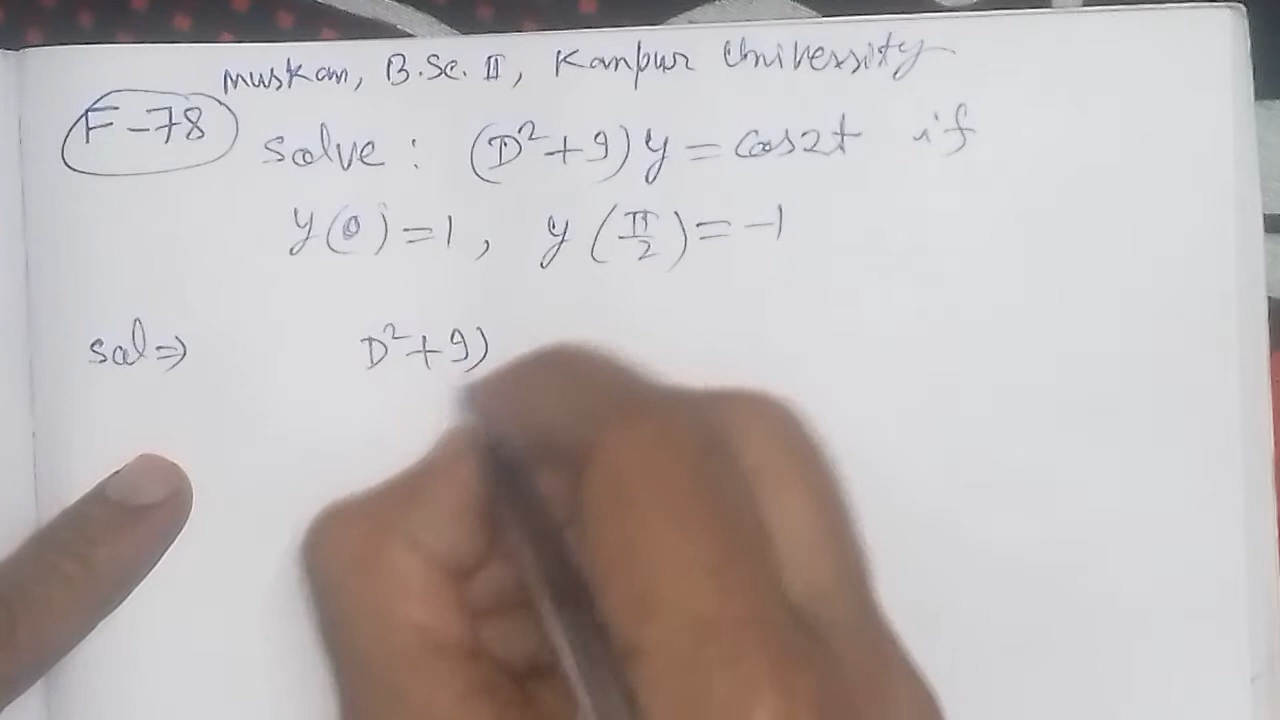 Muskan, B.Sc. II, Kanpur University
F-78 Solve : (D²+9)y = cos2t if
y(0)=1, y(π/2)=-1
Sol⇒ D²+9)